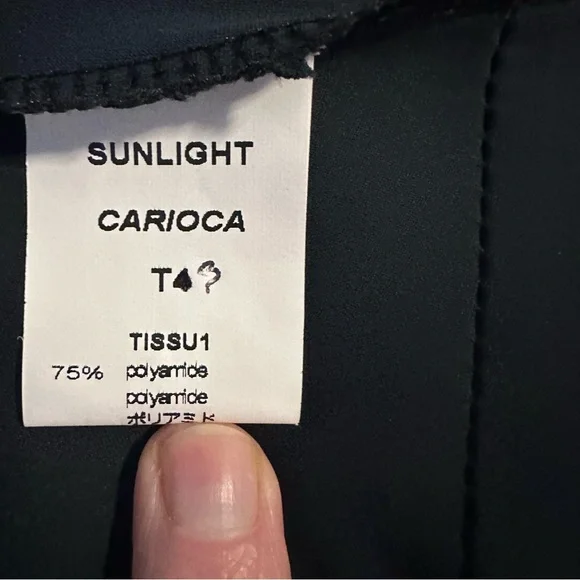 SUNLIGHT
CARIOCA
T4
TISSU1
75% polyamide
polyamide
ポリアミド